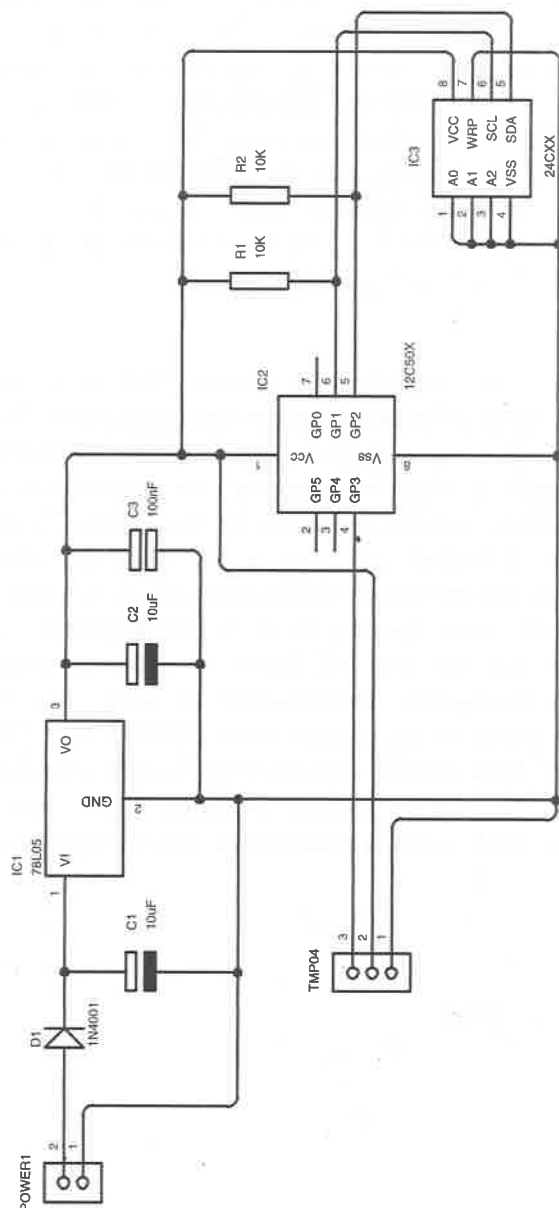 POWER1
2
1
D1
1N4001
C1
10uF
IC1
78L05
1
VI
GND
VO
2
3
C2
10uF
C3
100nF
TMP04
3
2
1
IC2
12C50X
1
Vcc
Vss
8
2
3
4
GP5
GP4
GP3
GP0
GP1
GP2
7
6
5
R1
10K
R2
10K
IC3
24CXX
1
2
3
4
A0
A1
A2
VSS
VCC
WRP
SCL
SDA
8
7
6
5